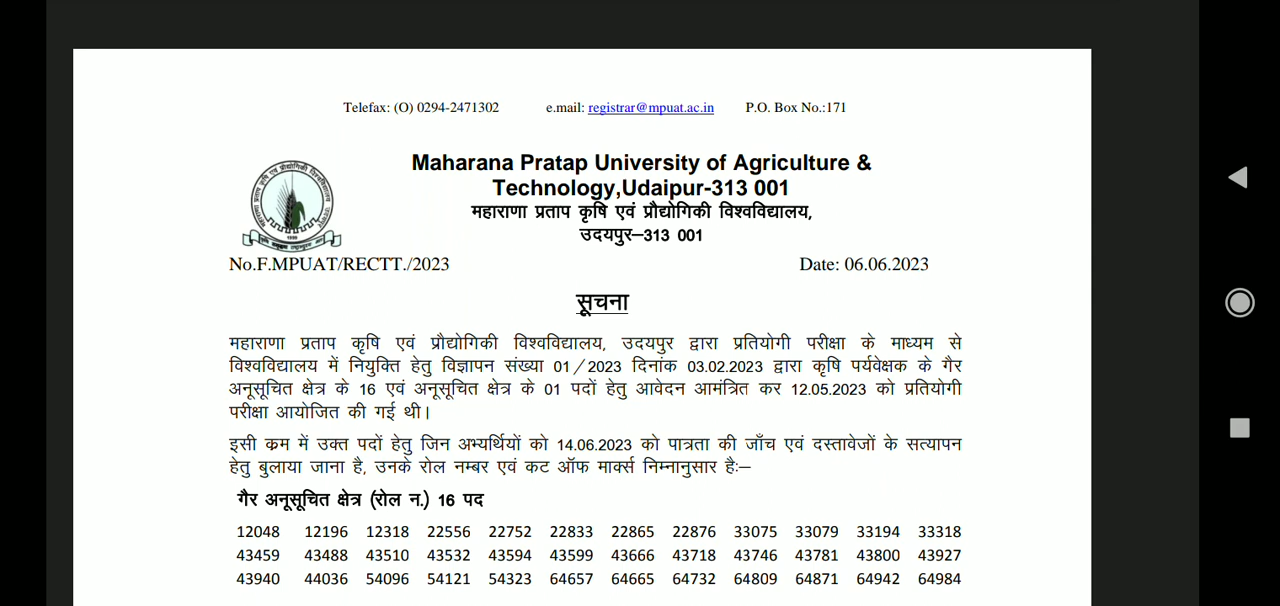 Telefax: (O) 0294-2471302 e.mail: registrar@mpuat.ac.in P.O. Box No.:171
Maharana Pratap University of Agriculture &
Technology,Udaipur-313 001
महाराणा प्रताप कृषि एवं प्रौद्योगिकी विश्वविद्यालय,
उदयपुर–313 001
No.F.MPUAT/RECTT./2023 Date: 06.06.2023
सूचना
महाराणा प्रताप कृषि एवं प्रौद्योगिकी विश्वविद्यालय, उदयपुर द्वारा प्रतियोगी परीक्षा के माध्यम से
विश्वविद्यालय में नियुक्ति हेतु विज्ञापन संख्या 01/2023 दिनांक 03.02.2023 द्वारा कृषि पर्यवेक्षक के गैर
अनुसूचित क्षेत्र के 16 एवं अनुसूचित क्षेत्र के 01 पदों हेतु आवेदन आमंत्रित कर 12.05.2023 को प्रतियोगी
परीक्षा आयोजित की गई थी।
इसी क्रम में उक्त पदों हेतु जिन अभ्यर्थियों को 14.06.2023 को पात्रता की जाँच एवं दस्तावेजों के सत्यापन
हेतु बुलाया जाना है, उनके रोल नम्बर एवं कट ऑफ मार्क्स निम्नानुसार है:–
गैर अनूसूचित क्षेत्र (रोल न.) 16 पद
12048 12196 12318 22556 22752 22833 22865 22876 33075 33079 33194 33318
43459 43488 43510 43532 43594 43599 43666 43718 43746 43781 43800 43927
43940 44036 54096 54121 54323 64657 64665 64732 64809 64871 64942 64984